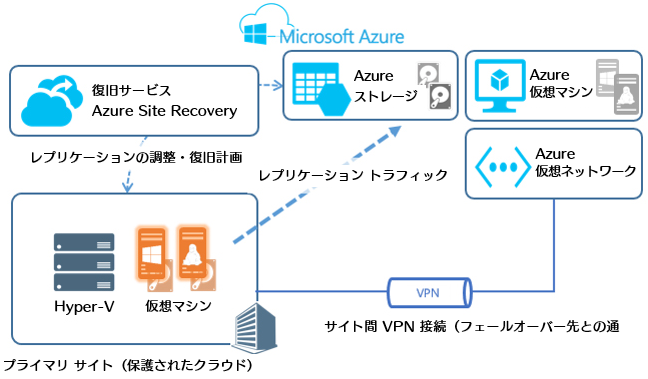 Microsoft Azure
復旧サービス
Azure Site Recovery
Azure
ストレージ
Azure
仮想マシン
レプリケーションの調整・復旧計画
レプリケーション トラフィック
Azure
仮想ネットワーク
Hyper-V
仮想マシン
VPN
サイト間 VPN 接続（フェールオーバー先との通
プライマリ サイト（保護されたクラウド）